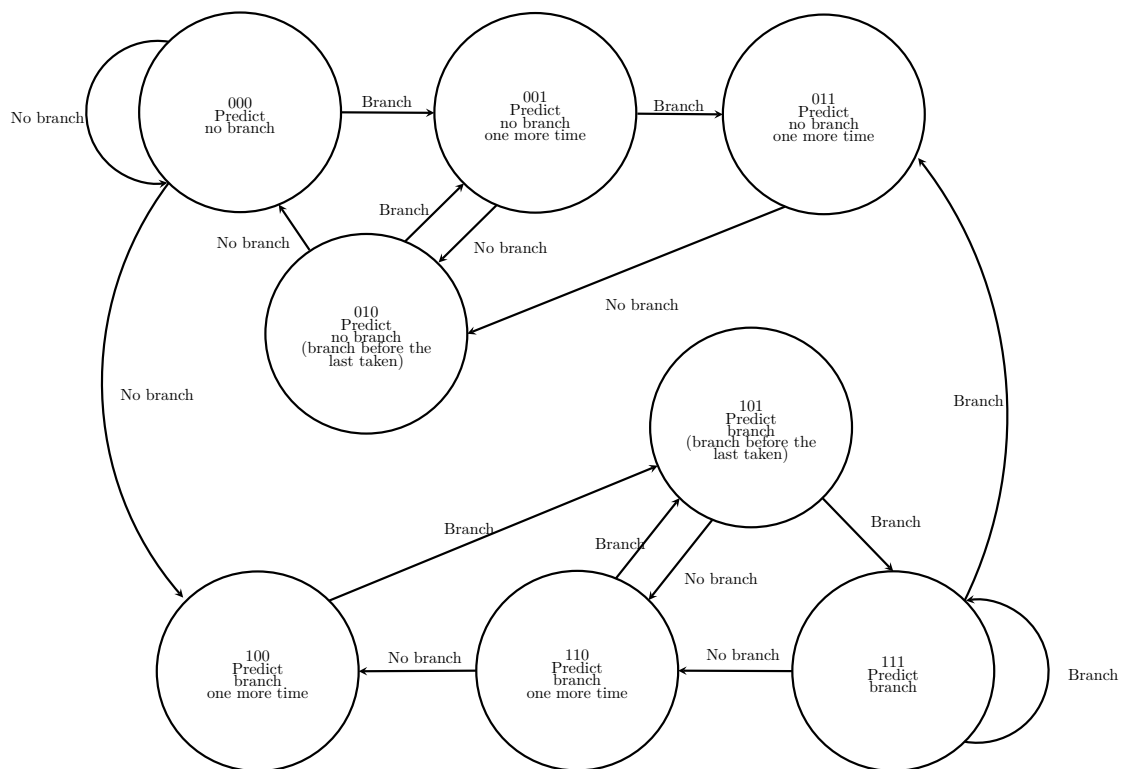 000
Predict
no branch
001
Predict
no branch
one more time
011
Predict
no branch
one more time
No branch
Branch
Branch
Branch
No branch
No branch
No branch
010
Predict
no branch
(branch before the
last taken)
No branch
101
Predict
branch
(branch before the
last taken)
Branch
Branch
Branch
Branch
No branch
100
Predict
branch
one more time
No branch
110
Predict
branch
one more time
No branch
111
Predict
branch
Branch